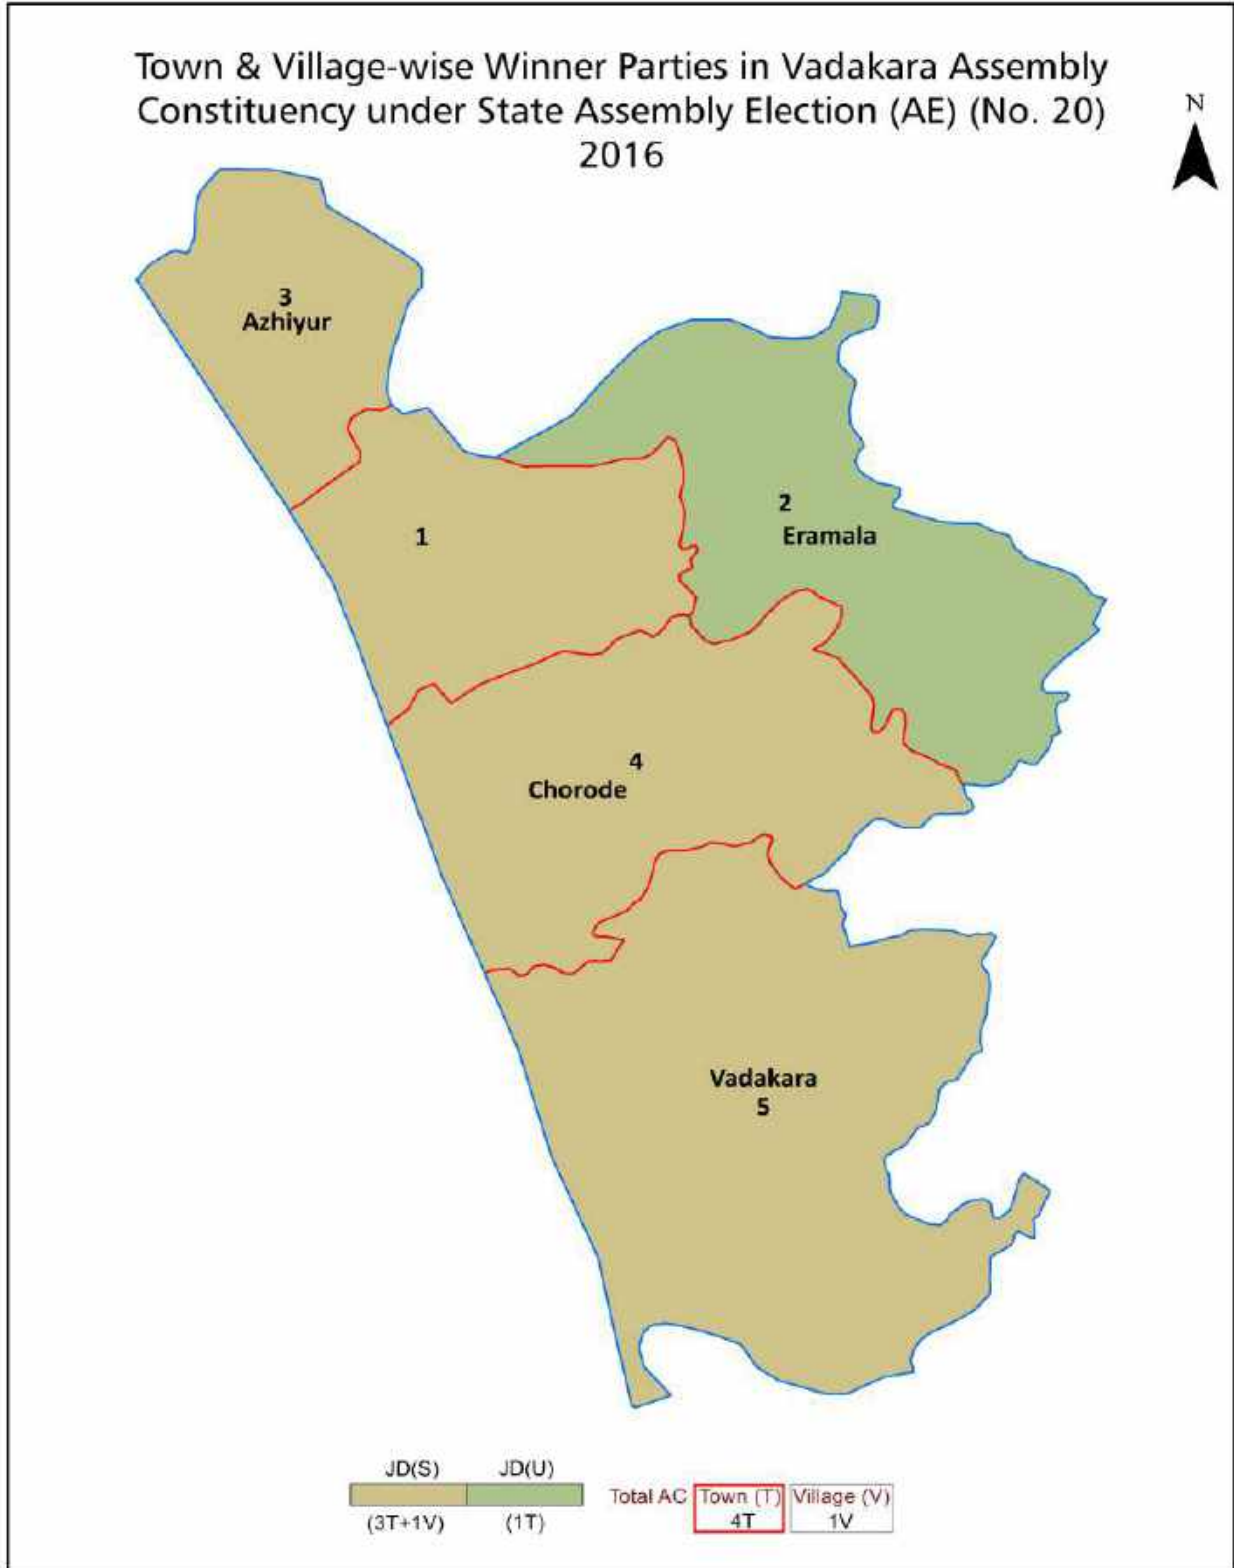 Town & Village-wise Winner Parties in Vadakara Assembly
Constituency under State Assembly Election (AE) (No. 20)
2016
N
3
Azhiyur
2
Eramala
1
4
Chorode
Vadakara
5
JD(S) JD(U)
(3T+1V) (1T)
Total AC Town (T) Village (V)
4T 1V